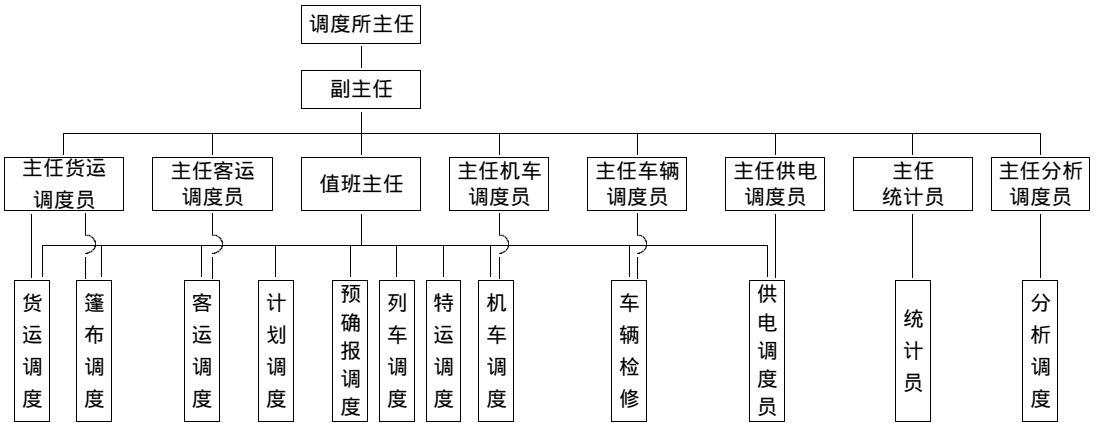 调度所主任
副主任
主任货运
调度员
主任客运
调度员
值班主任
主任机车
调度员
主任车辆
调度员
主任供电
调度员
主任
统计员
主任分析
调度员
货运调度
篷布调度
客运调度
计划调度
预确报调度
列车调度
特运调度
机车调度
车辆检修
供电调度员
统计员
分析调度